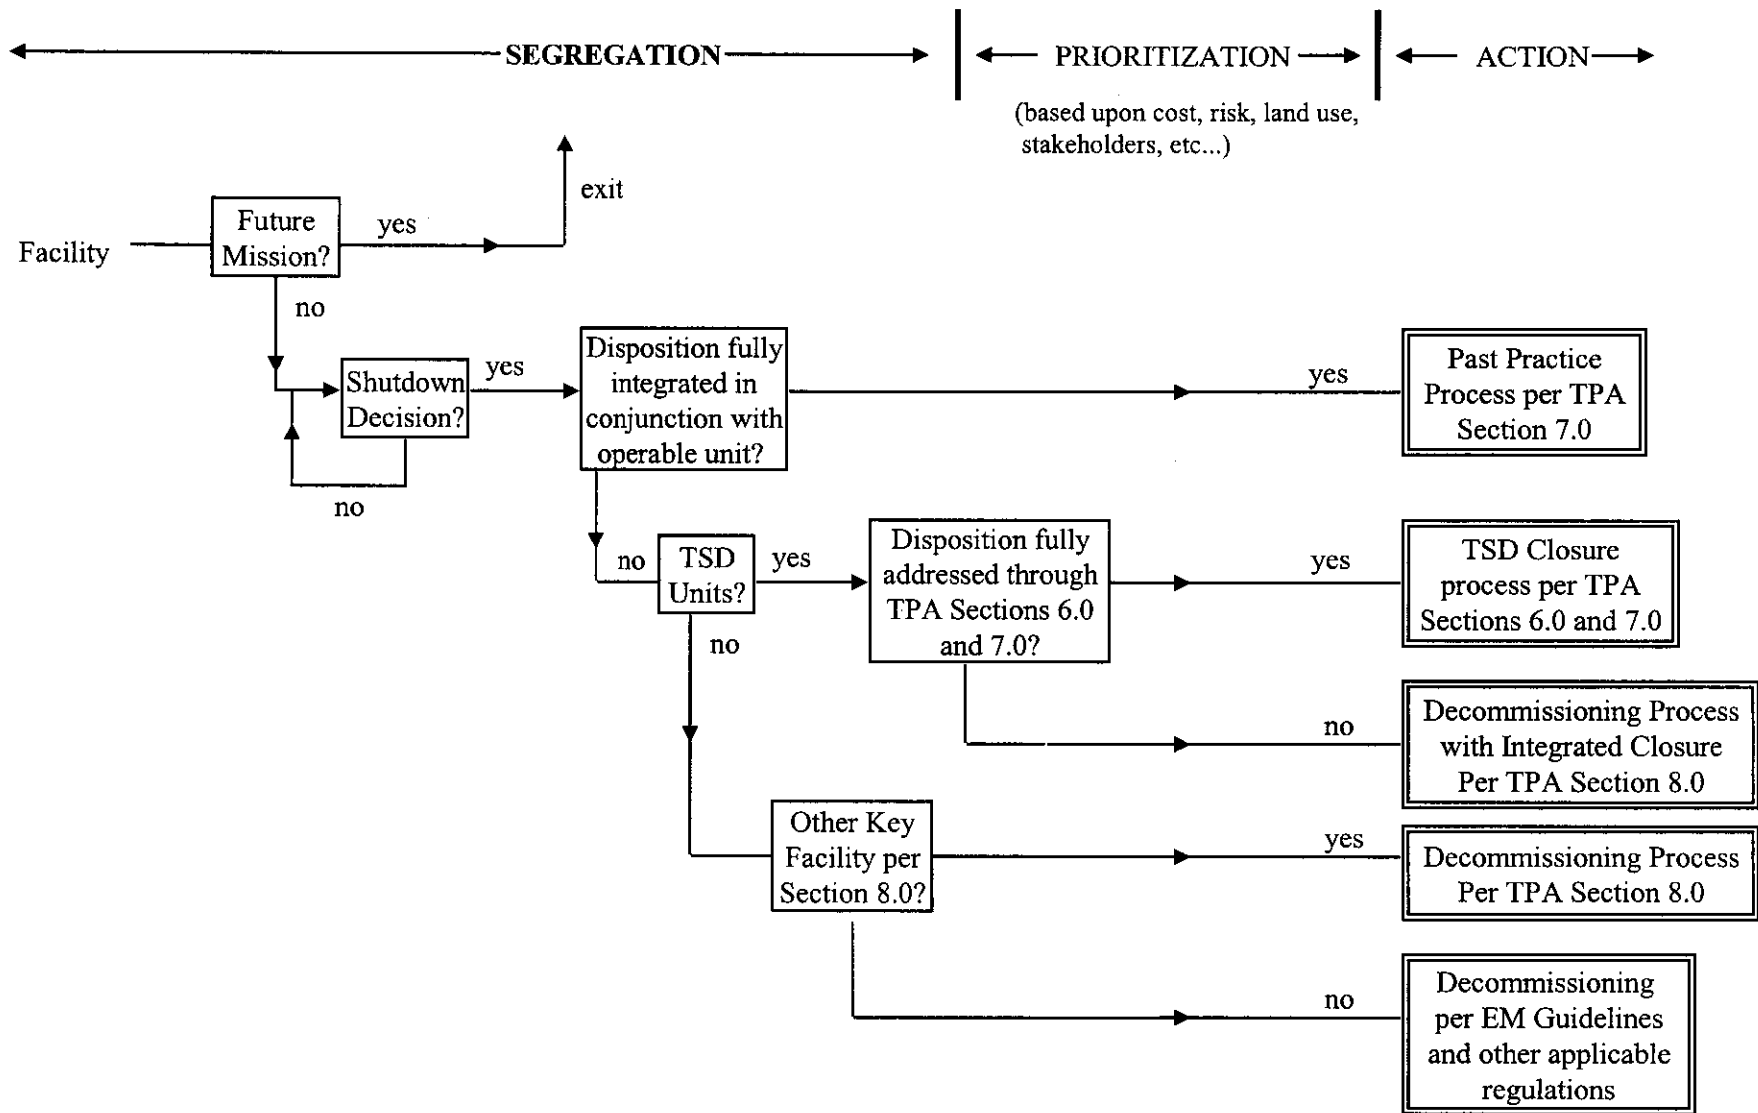 SEGREGATION
PRIORITIZATION
ACTION
(based upon cost, risk, land use,
stakeholders, etc...)
exit
Facility
Future
Mission?
yes
no
Shutdown
Decision?
yes
no
Disposition fully
integrated in
conjunction with
operable unit?
yes
Past Practice
Process per TPA
Section 7.0
no
TSD
Units?
yes
Disposition fully
addressed through
TPA Sections 6.0
and 7.0?
yes
TSD Closure
process per TPA
Sections 6.0 and 7.0
no
no
Decommissioning Process
with Integrated Closure
Per TPA Section 8.0
Other Key
Facility per
Section 8.0?
yes
Decommissioning Process
Per TPA Section 8.0
no
Decommissioning
per EM Guidelines
and other applicable
regulations